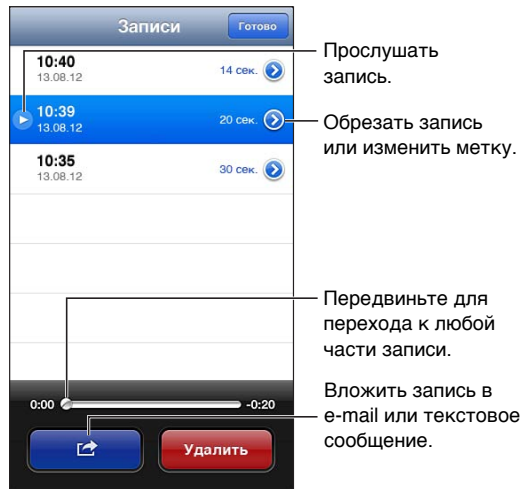 Записи
Готово
10:40
13.08.12
14 сек.
10:39
13.08.12
20 сек.
10:35
13.08.12
30 сек.
0:00
-0:20
Удалить
Прослушать
запись.
Обрезать запись
или изменить метку.
Передвиньте для
перехода к любой
части записи.
Вложить запись в
e-mail или текстовое
сообщение.